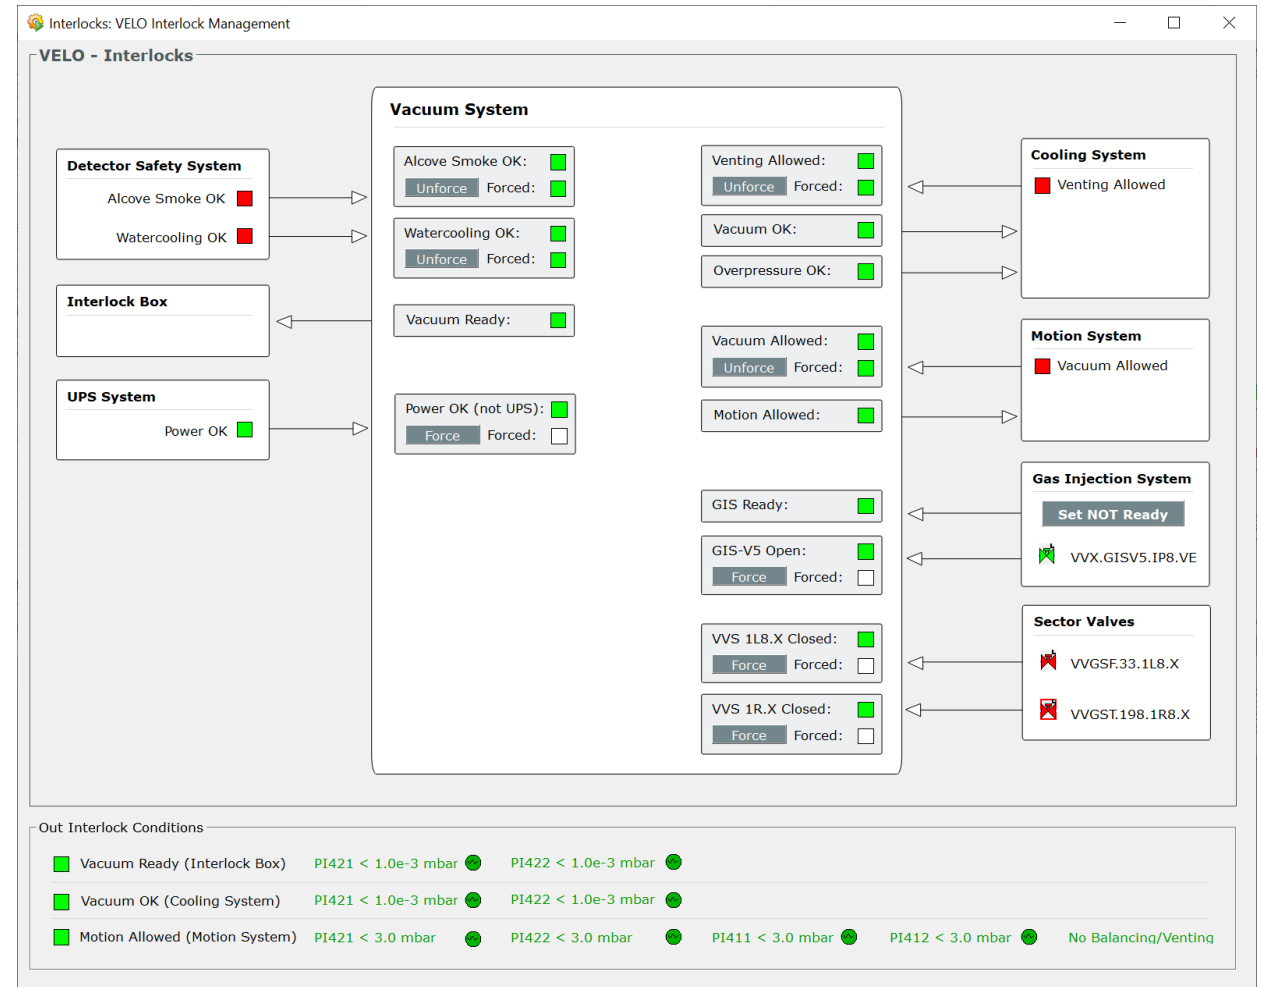 Interlocks: VELO Interlock Management
VELO - Interlocks
Detector Safety System
Alcove Smoke OK
Watercooling OK
Interlock Box
UPS System
Power OK
Vacuum System
Alcove Smoke OK:
Unforce Forced:
Watercooling OK:
Unforce Forced:
Vacuum Ready:
Power OK (not UPS):
Force Forced:
Venting Allowed:
Unforce Forced:
Vacuum OK:
Overpressure OK:
Vacuum Allowed:
Unforce Forced:
Motion Allowed:
GIS Ready:
GIS-V5 Open:
Force Forced:
VVS 1L8.X Closed:
Force Forced:
VVS 1R.X Closed:
Force Forced:
Cooling System
Venting Allowed
Motion System
Vacuum Allowed
Gas Injection System
Set NOT Ready
VVX.GISV5.IP8.VE
Sector Valves
VVGSF.33.1L8.X
VVGST.198.1R8.X
Out Interlock Conditions
Vacuum Ready (Interlock Box) PI421 < 1.0e-3 mbar PI422 < 1.0e-3 mbar
Vacuum OK (Cooling System) PI421 < 1.0e-3 mbar PI422 < 1.0e-3 mbar
Motion Allowed (Motion System) PI421 < 3.0 mbar PI422 < 3.0 mbar PI411 < 3.0 mbar PI412 < 3.0 mbar No Balancing/Venting